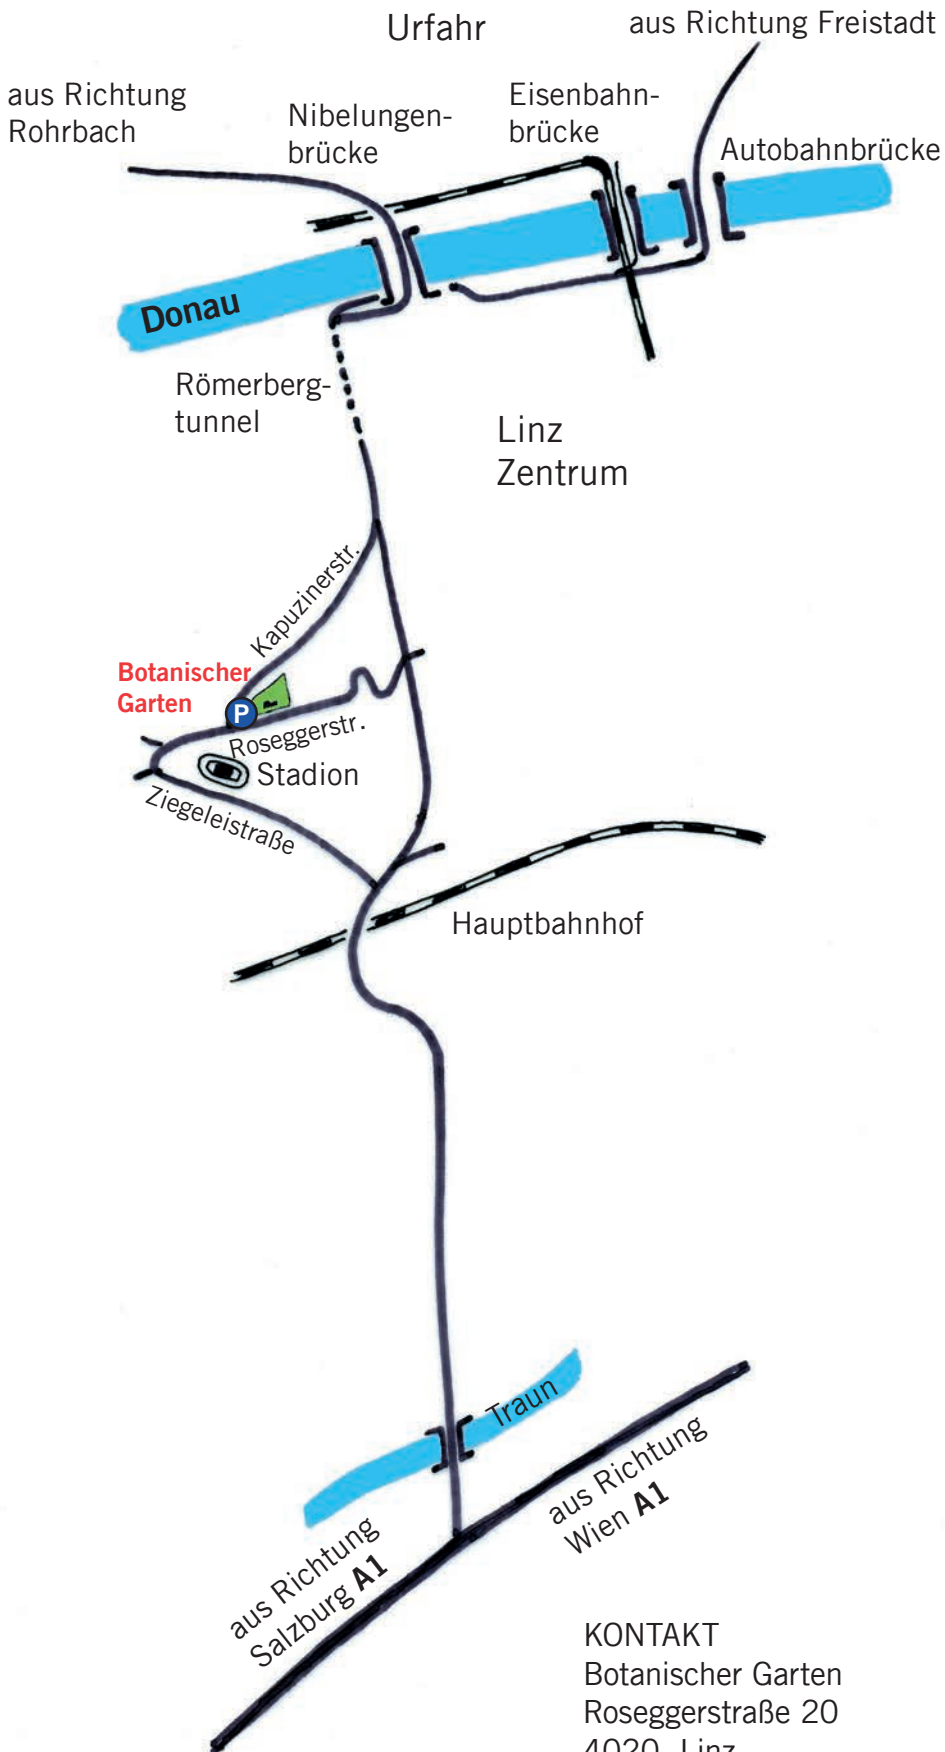 Urfahr
aus Richtung Freistadt
aus Richtung
Rohrbach
Nibelungen-
brücke
Eisenbahn-
brücke
Autobahnbrücke
Donau
Römerberg-
tunnel
Linz
Zentrum
Kapuzinerstr.
Botanischer
Garten
P
Roseggerstr.
Stadion
Ziegeleistraße
Hauptbahnhof
Traun
aus Richtung
Wien A1
aus Richtung
Salzburg A1
KONTAKT
Botanischer Garten
Roseggerstraße 20
4020 Linz